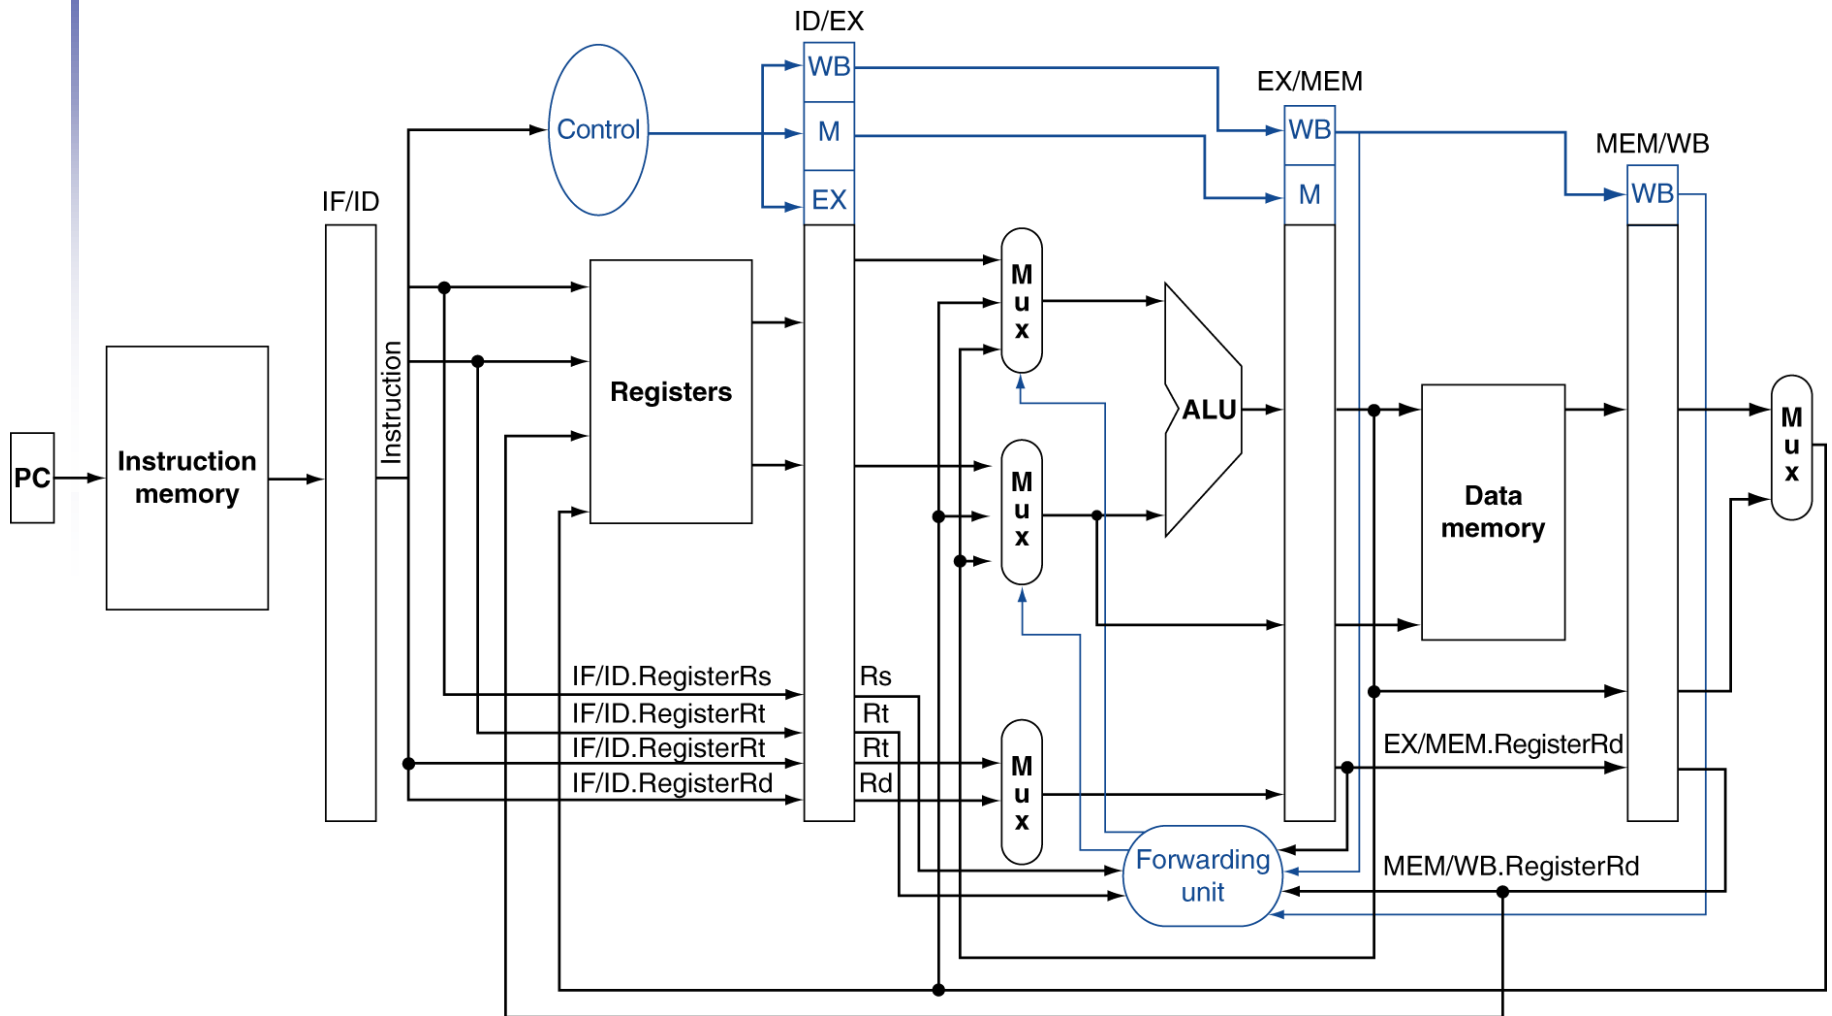 ID/EX
WB
EX/MEM
Control
M
WB
MEM/WB
IF/ID
EX
M
WB
M
u
x
Instruction
Registers
ALU
M
u
x
PC
Instruction
memory
M
u
x
Data
memory
IF/ID.RegisterRs
Rs
IF/ID.RegisterRt
Rt
IF/ID.RegisterRt
Rt
EX/MEM.RegisterRd
IF/ID.RegisterRd
Rd
M
u
x
Forwarding
unit
MEM/WB.RegisterRd